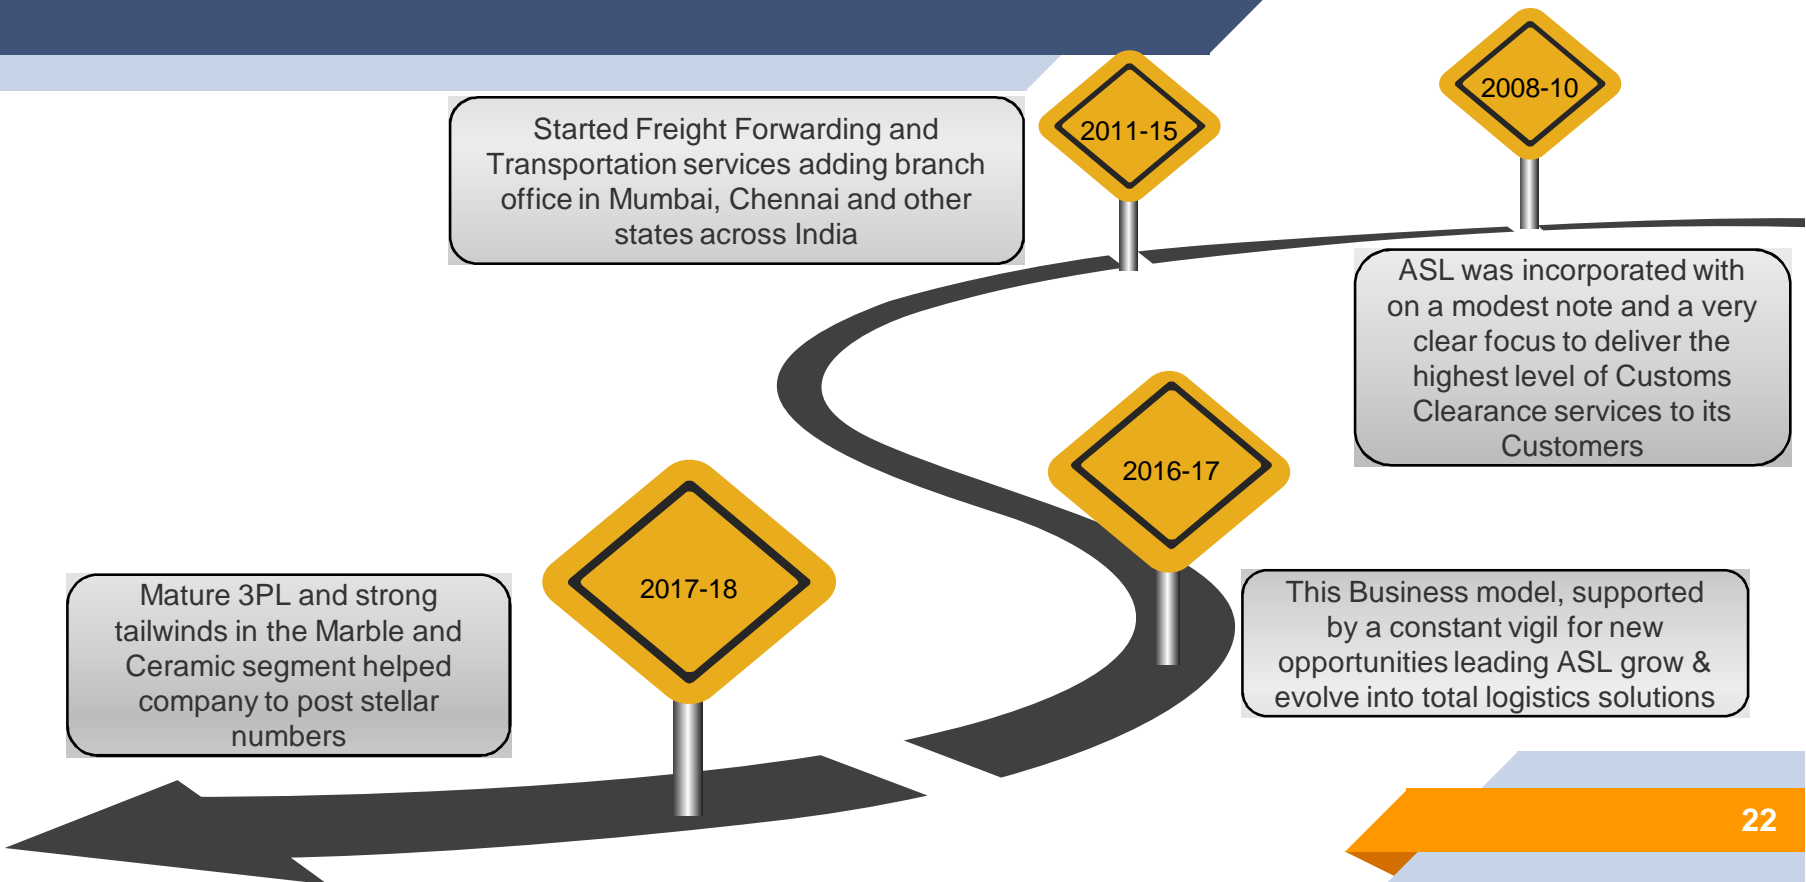 2008-10
ASL was incorporated with
on a modest note and a very
clear focus to deliver the
highest level of Customs
Clearance services to its
Customers
2011-15
Started Freight Forwarding and
Transportation services adding branch
office in Mumbai, Chennai and other
states across India
2016-17
This Business model, supported
by a constant vigil for new
opportunities leading ASL grow &
evolve into total logistics solutions
2017-18
Mature 3PL and strong
tailwinds in the Marble and
Ceramic segment helped
company to post stellar
numbers
22